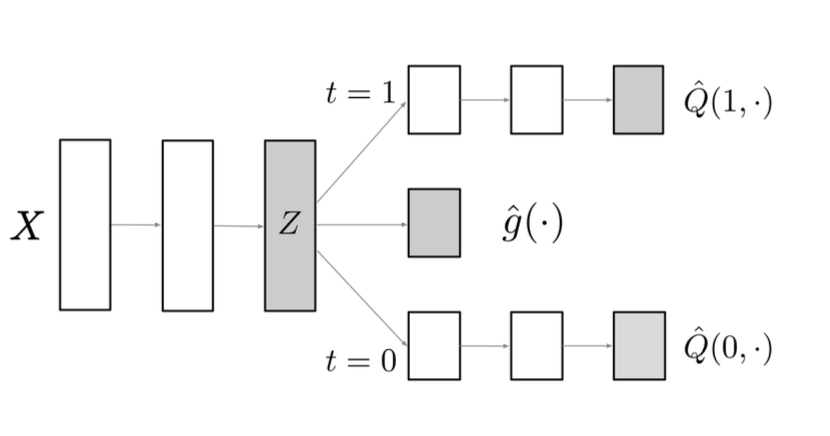 t = 1
Q̂(1, ·)
X
Z
ĝ(·)
t = 0
Q̂(0, ·)